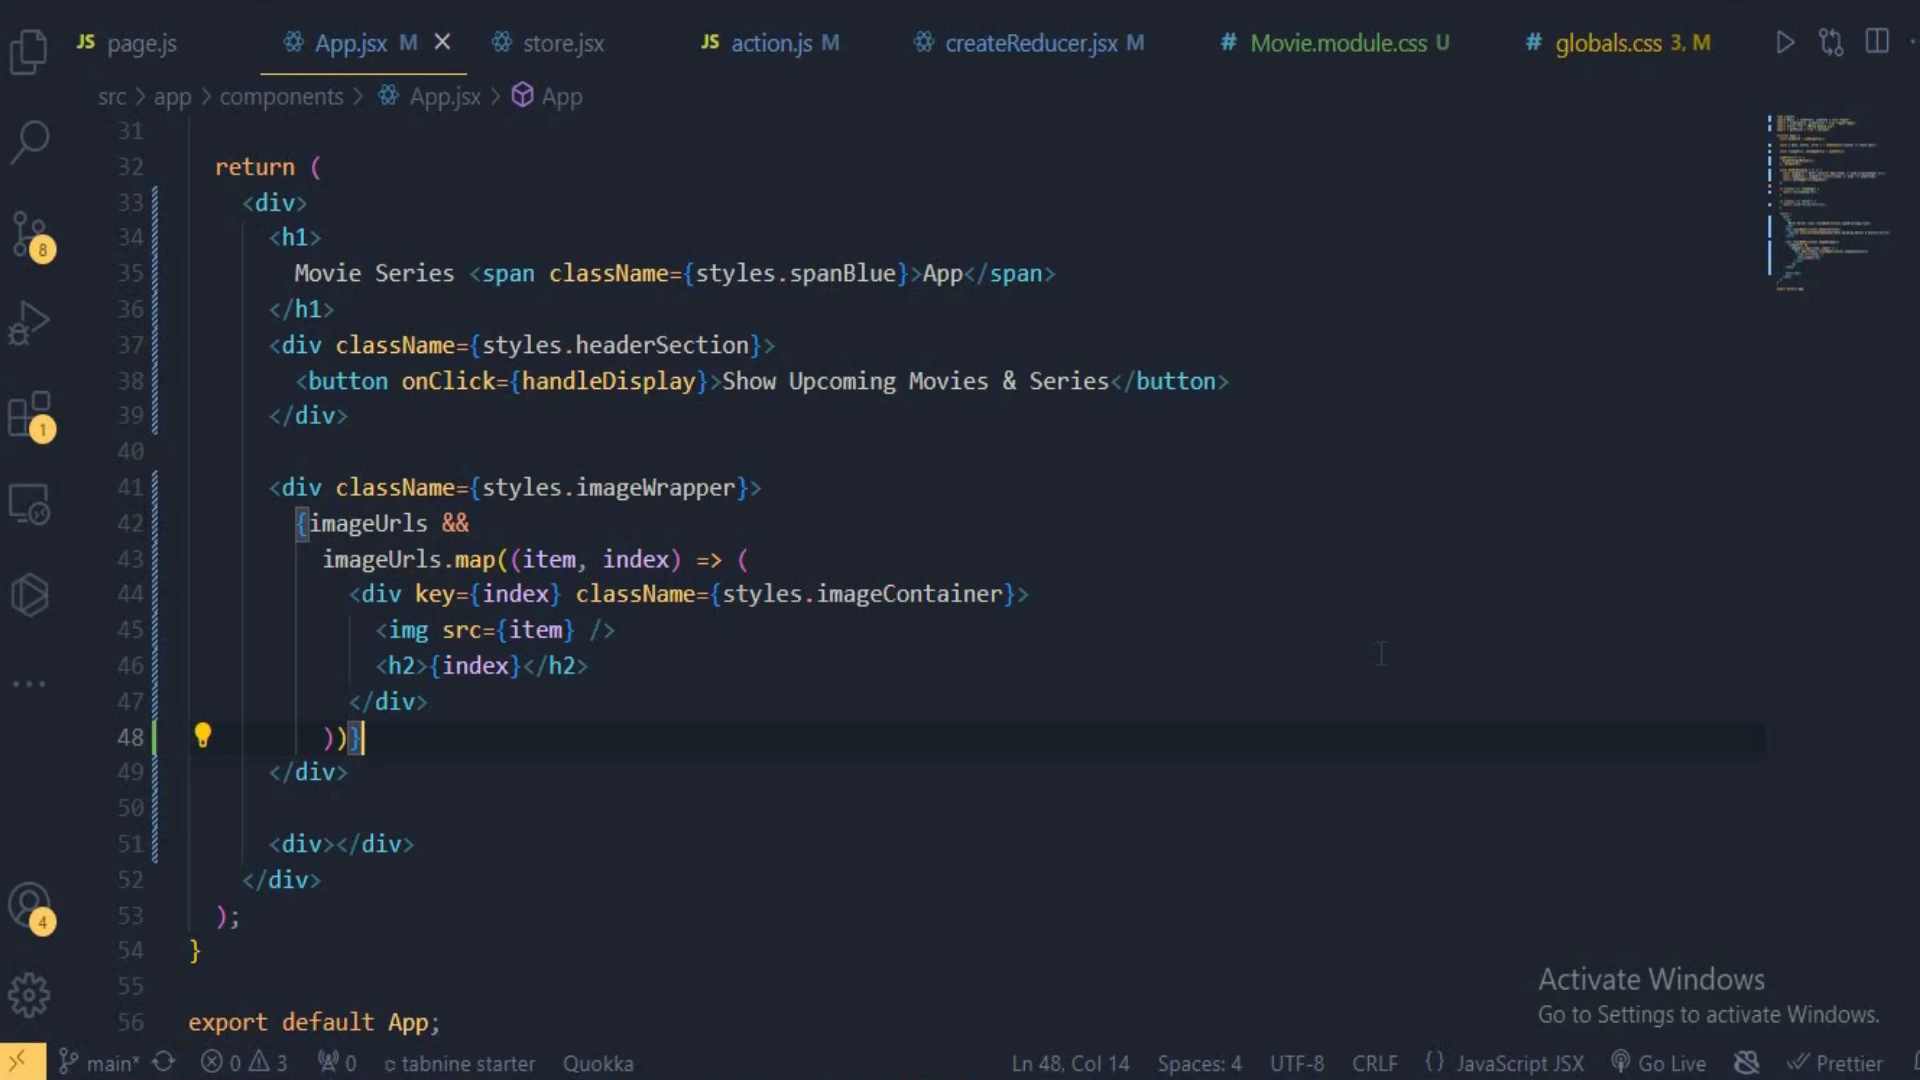 JS page.js App.jsx M store.jsx JS action.js M createReducer.jsx M # Movie.module.css U # globals.css 3, M
src > app > components > App.jsx > App
31
32 return (
33 <div>
34 <h1>
35 Movie Series <span className={styles.spanBlue}>App</span>
36 </h1>
37 <div className={styles.headerSection}>
38 <button onClick={handleDisplay}>Show Upcoming Movies & Series</button>
39 </div>
40
41 <div className={styles.imageWrapper}>
42 {imageUrls &&
43 imageUrls.map((item, index) => (
44 <div key={index} className={styles.imageContainer}>
45 <img src={item} />
46 <h2>{index}</h2>
47 </div>
48 ))}
49 </div>
50
51 <div></div>
52 </div>
53 );
54 }
55
56 export default App;
8
1
4
Activate Windows
Go to Settings to activate Windows.
main* 0 3 0 tabnine starter Quokka Ln 48, Col 14 Spaces: 4 UTF-8 CRLF {} JavaScript JSX Go Live Prettier